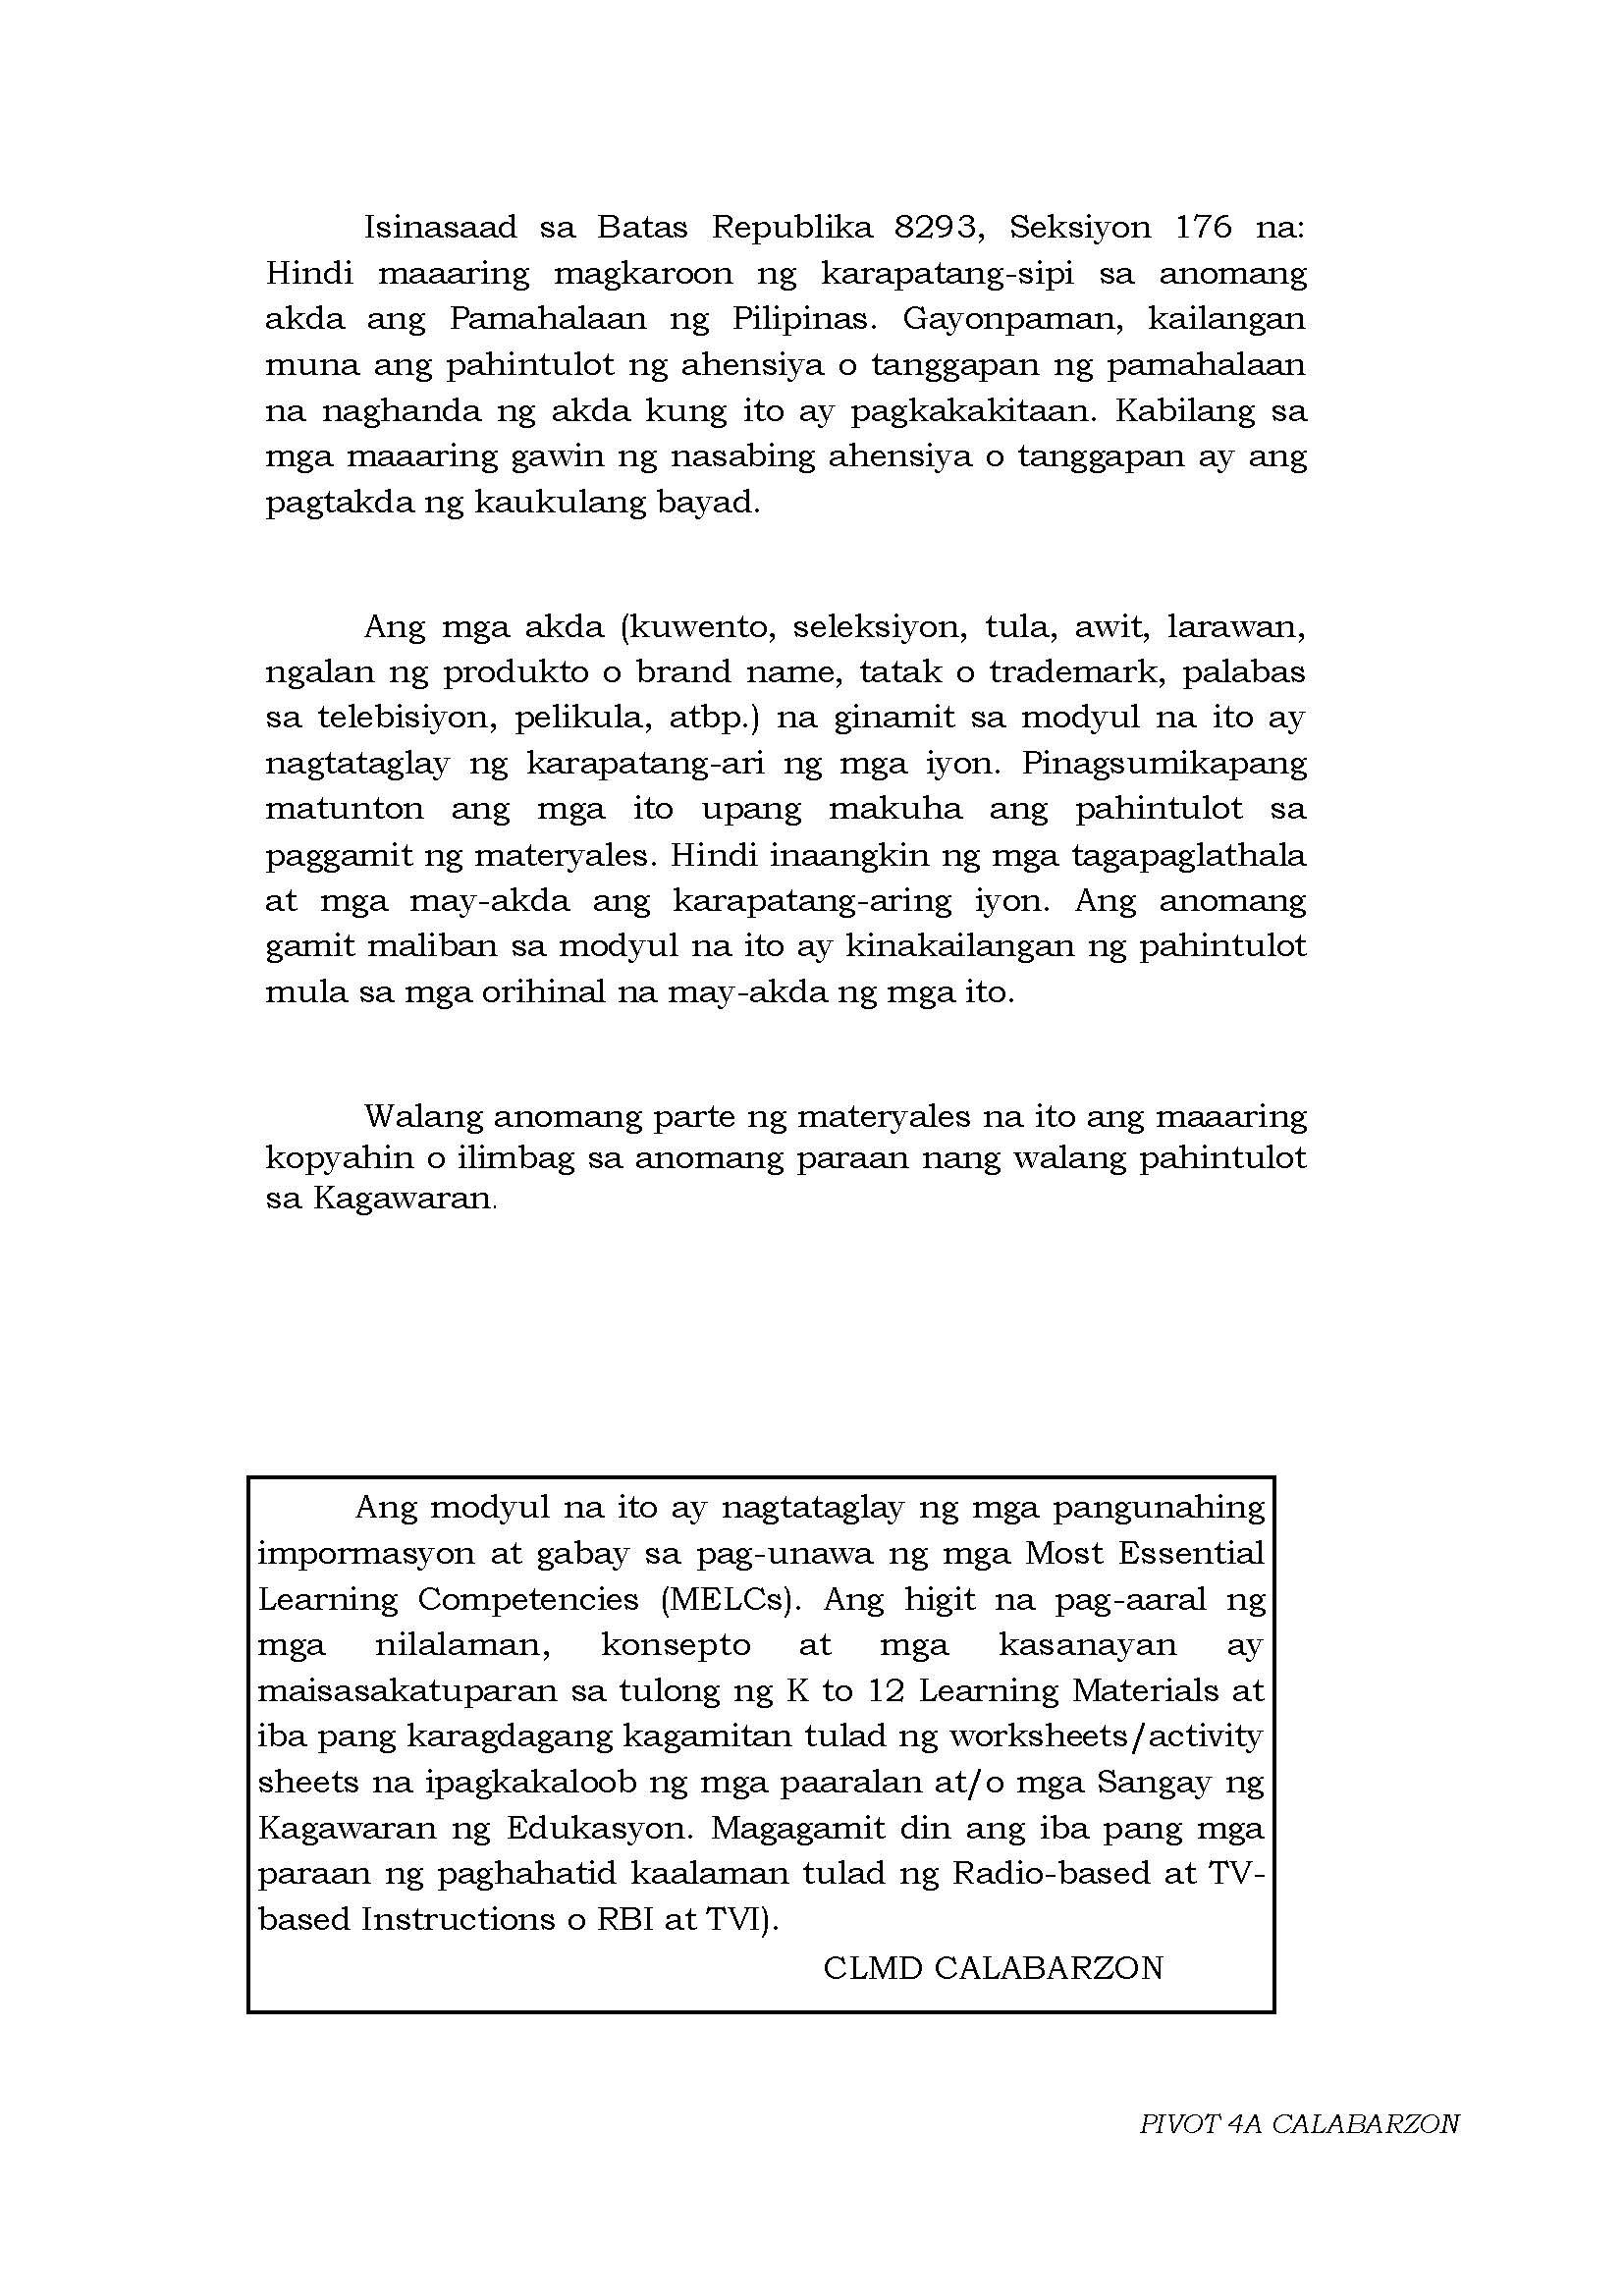 Isinasaad sa Batas Republika 8293, Seksiyon 176 na:
Hindi maaaring magkaroon ng karapatang-sipi sa anomang
akda ang Pamahalaan ng Pilipinas. Gayonpaman, kailangan
muna ang pahintulot ng ahensiya o tanggapan ng pamahalaan
na naghanda ng akda kung ito ay pagkakakitaan. Kabilang sa
mga maaaring gawin ng nasabing ahensiya o tanggapan ay ang
pagtakda ng kaukulang bayad.
Ang mga akda (kuwento, seleksiyon, tula, awit, larawan,
ngalan ng produkto o brand name, tatak o trademark, palabas
sa telebisiyon, pelikula, atbp.) na ginamit sa modyul na ito ay
nagtataglay ng karapatang-ari ng mga iyon. Pinagsumikapang
matunton ang mga ito upang makuha ang pahintulot sa
paggamit ng materyales. Hindi inaangkin ng mga tagapaglathala
at mga may-akda ang karapatang-aring iyon. Ang anomang
gamit maliban sa modyul na ito ay kinakailangan ng pahintulot
mula sa mga orihinal na may-akda ng mga ito.
Walang anomang parte ng materyales na ito ang maaaring
kopyahin o ilimbag sa anomang paraan nang walang pahintulot
sa Kagawaran.
Ang modyul na ito ay nagtataglay ng mga pangunahing
impormasyon at gabay sa pag-unawa ng mga Most Essential
Learning Competencies (MELCs). Ang higit na pag-aaral ng
mga nilalaman, konsepto at mga kasanayan ay
maisasakatuparan sa tulong ng K to 12 Learning Materials at
iba pang karagdagang kagamitan tulad ng worksheets/activity
sheets na ipagkakaloob ng mga paaralan at/o mga Sangay ng
Kagawaran ng Edukasyon. Magagamit din ang iba pang mga
paraan ng paghahatid kaalaman tulad ng Radio-based at TV-
based Instructions o RBI at TVI).
CLMD CALABARZON
PIVOT 4A CALABARZON